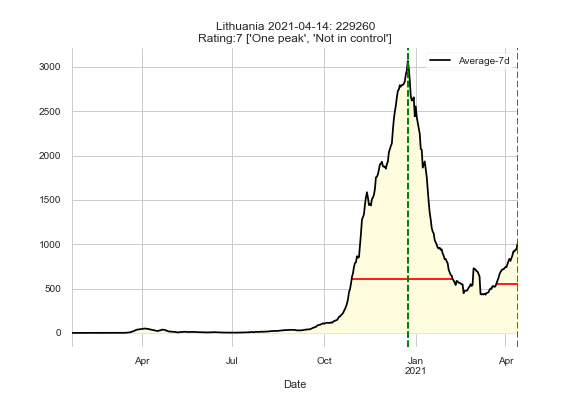 Lithuania 2021-04-14: 229260
Rating:7 ['One peak', 'Not in control']
Average-7d
3000
2500
2000
1500
1000
500
0
Apr
Jul
Oct
Jan
2021
Apr
Date